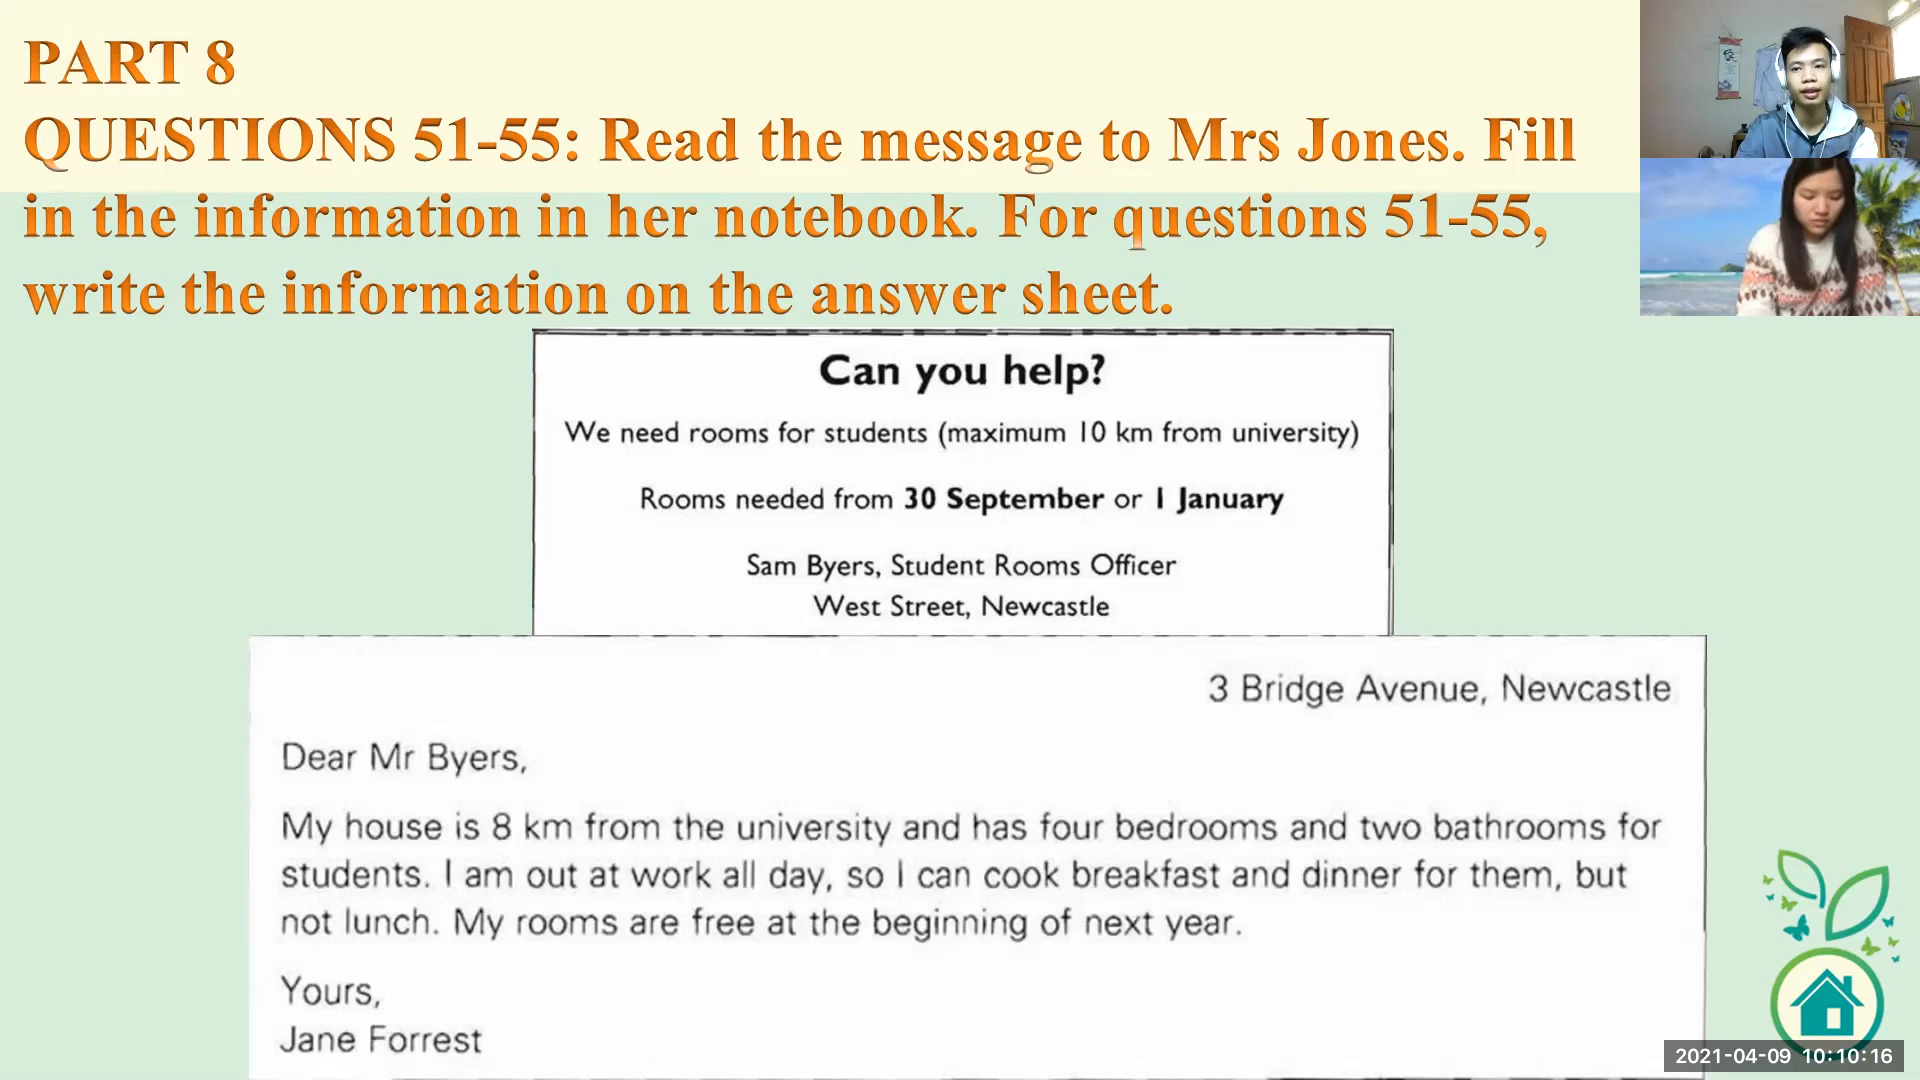 PART 8
QUESTIONS 51-55: Read the message to Mrs Jones. Fill
in the information in her notebook. For questions 51-55,
write the information on the answer sheet.
Can you help?
We need rooms for students (maximum 10 km from university)
Rooms needed from 30 September or 1 January
Sam Byers, Student Rooms Officer
West Street, Newcastle
3 Bridge Avenue, Newcastle
Dear Mr Byers,
My house is 8 km from the university and has four bedrooms and two bathrooms for
students. I am out at work all day, so I can cook breakfast and dinner for them, but
not lunch. My rooms are free at the beginning of next year.
Yours,
Jane Forrest
2021-04-09 10:10:16